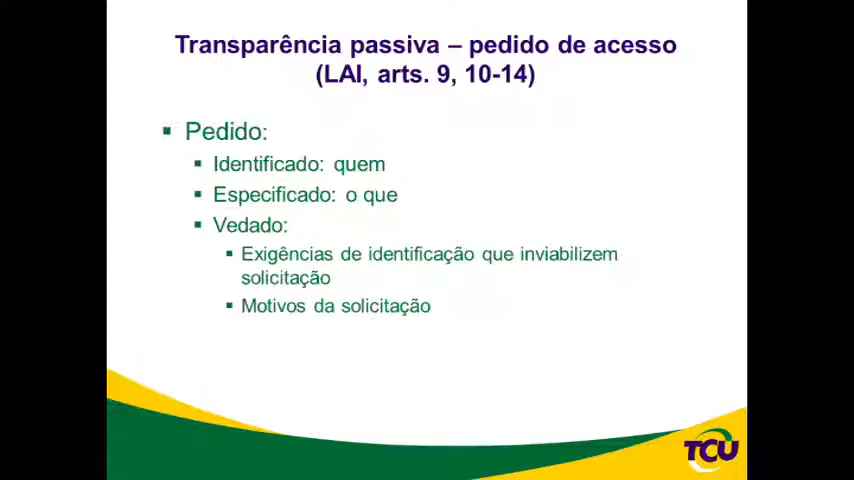 Transparência passiva – pedido de acesso
(LAI, arts. 9, 10-14)
Pedido:
Identificado: quem
Especificado: o que
Vedado:
Exigências de identificação que inviabilizem
solicitação
Motivos da solicitação
TCU